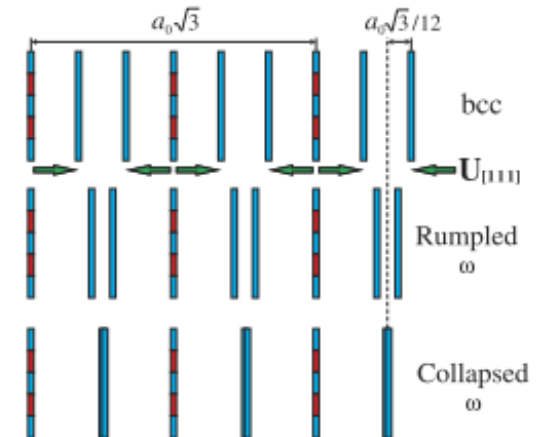 a₀√3
a₀√3/12
bcc
U[111]
Rumpled
ω
Collapsed
ω